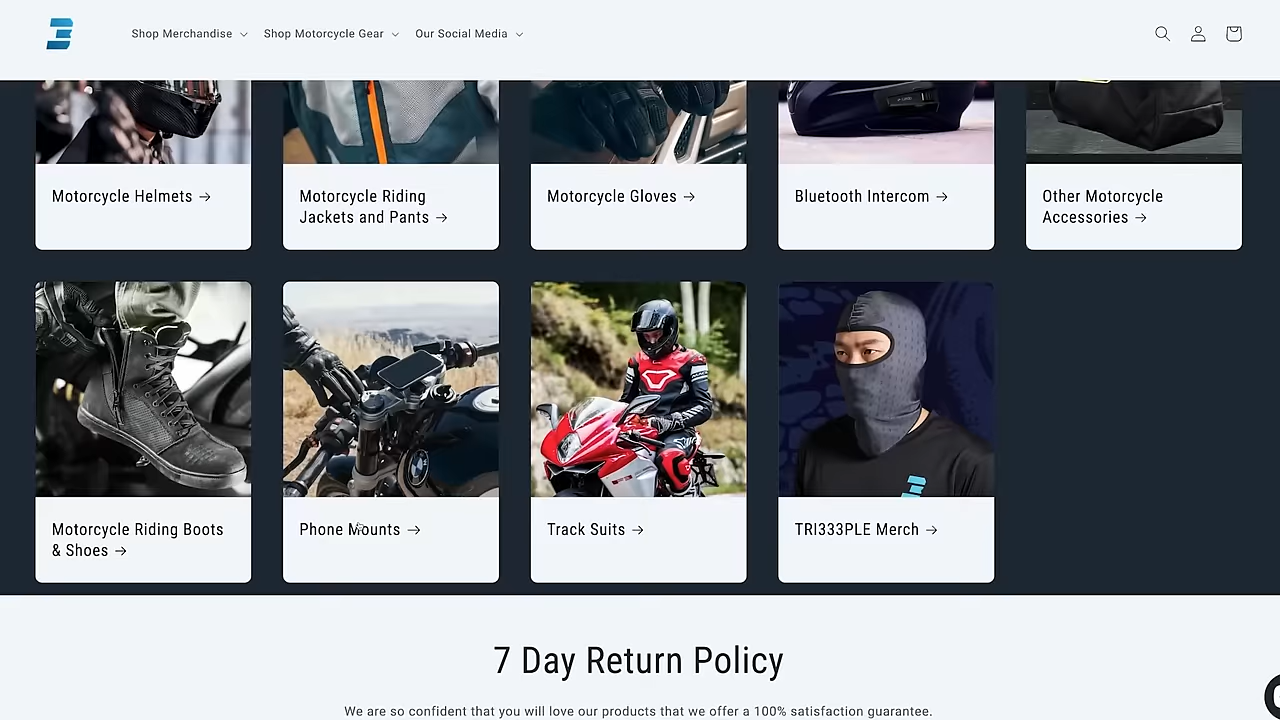 Shop Merchandise
Shop Motorcycle Gear
Our Social Media
Motorcycle Helmets →
Motorcycle Riding
Jackets and Pants →
Motorcycle Gloves →
Bluetooth Intercom →
Other Motorcycle
Accessories →
Motorcycle Riding Boots
& Shoes →
Phone Mounts →
Track Suits →
TRI333PLE Merch →
7 Day Return Policy
We are so confident that you will love our products that we offer a 100% satisfaction guarantee.